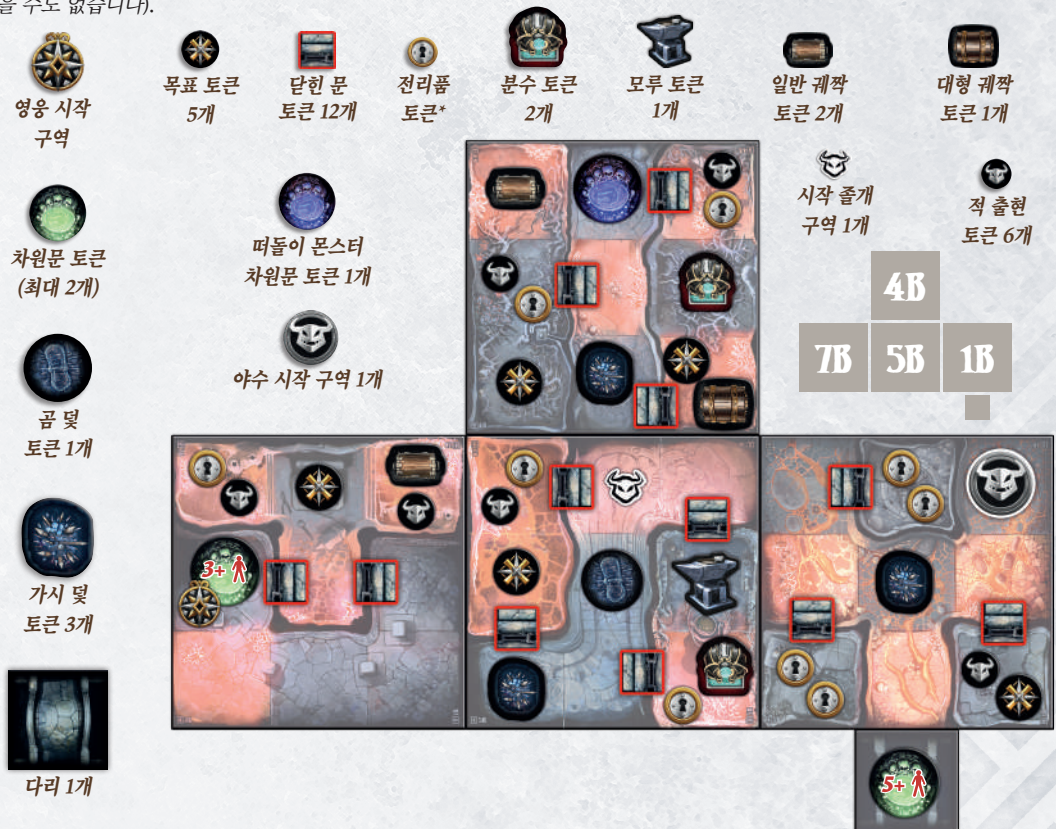 을 수도 없습니다).
영웅 시작
구역
목표 토큰
5개
닫힌 문
토큰 12개
전리품
토큰*
분수 토큰
2개
모루 토큰
1개
일반 궤짝
토큰 2개
대형 궤짝
토큰 1개
차원문 토큰
(최대 2개)
떠돌이 몬스터
차원문 토큰 1개
시작 졸개
구역 1개
적 출현
토큰 6개
곰 덫
토큰 1개
야수 시작 구역 1개
4B
7B
5B
1B
가시 덫
토큰 3개
다리 1개
3+
5+